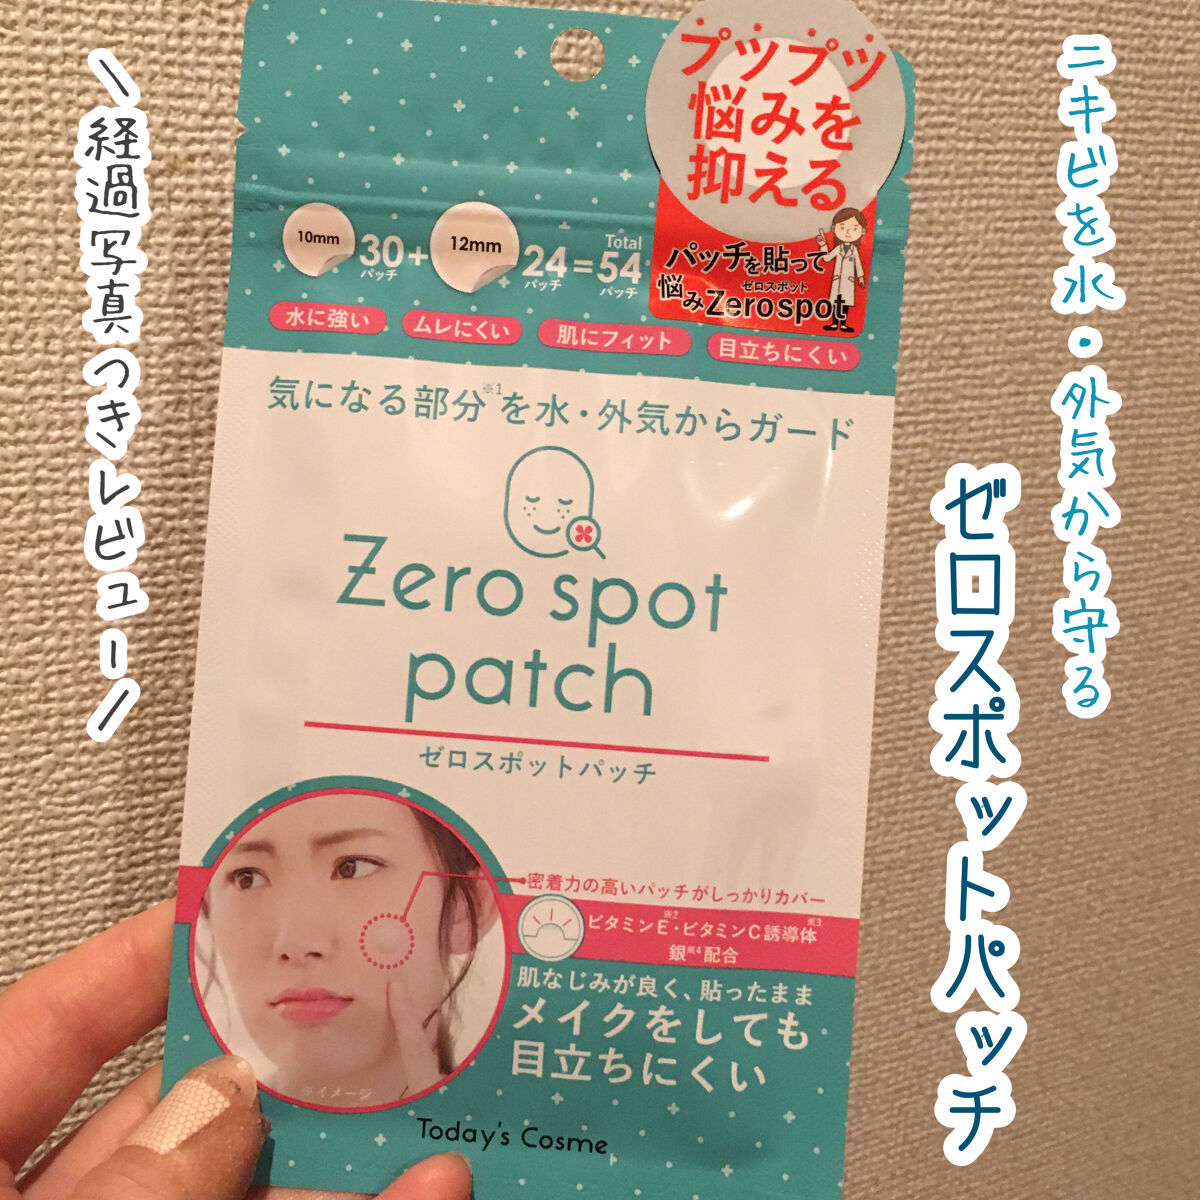 ニキビを水・外気から守る
ゼロスポットパッチ
\経過写真つきレビュー/
プツプツ
悩みを
抑える
パッチを貼って
ゼロスポット
悩みZero spot
10mm
30
パッチ
+
12mm
24
パッチ
=
Total
54
パッチ
水に強い
ムレにくい
肌にフィット
目立ちにくい
気になる部分※1を水・外気からガード
Zero spot
patch
ゼロスポットパッチ
密着力の高いパッチがしっかりカバー
ビタミンE※2・ビタミンC誘導体※3
銀※4配合
肌なじみが良く、貼ったまま
メイクをしても
目立ちにくい
※イメージ
Today's Cosme